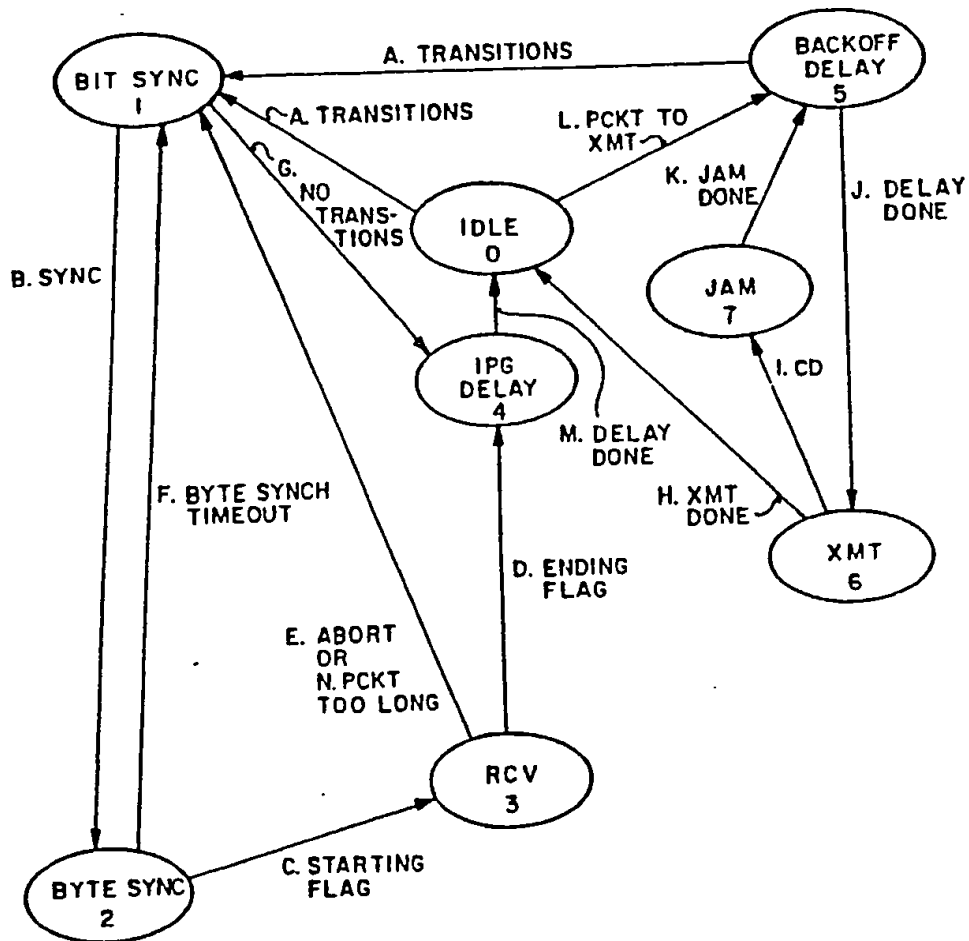 BIT SYNC
1
A. TRANSITIONS
BACKOFF
DELAY
5
A. TRANSITIONS
L. PCKT TO
XMT
G.
NO
TRANS-
TIONS
K. JAM
DONE
J. DELAY
DONE
IDLE
0
B. SYNC
JAM
7
IPG
DELAY
4
I. CD
M. DELAY
DONE
F. BYTE SYNCH
TIMEOUT
H. XMT
DONE
XMT
6
D. ENDING
FLAG
E. ABORT
OR
N. PCKT
TOO LONG
RCV
3
C. STARTING
FLAG
BYTE SYNC
2